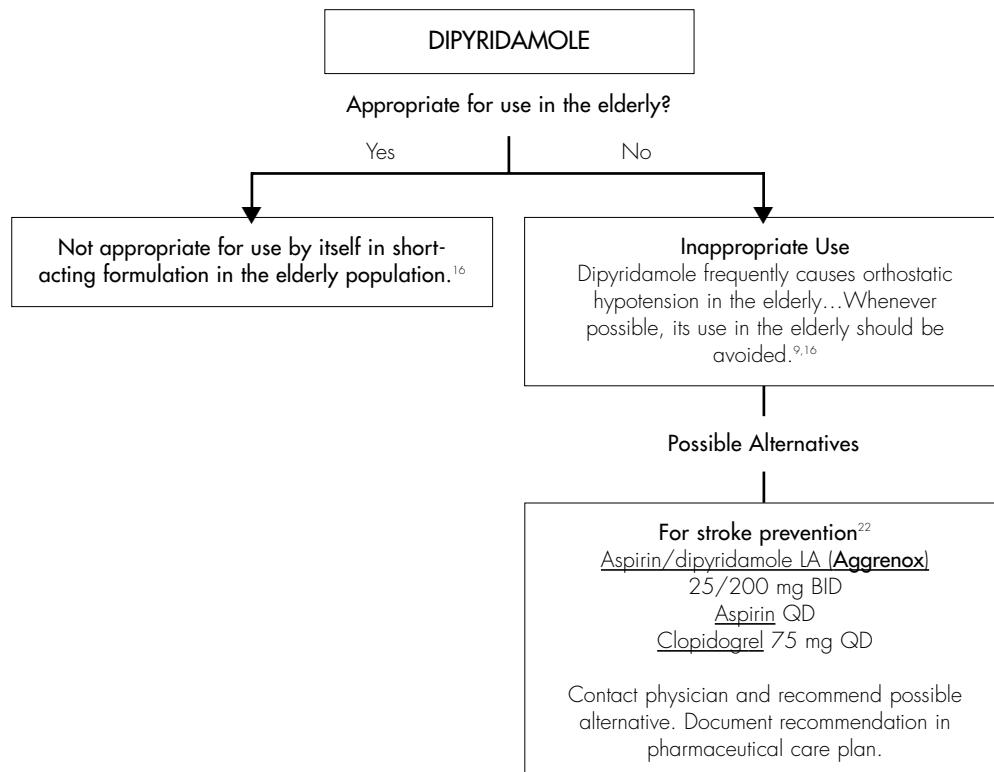 DIPYRIDAMOLE
Appropriate for use in the elderly?
Yes
No
Not appropriate for use by itself in short-
acting formulation in the elderly population.16
Inappropriate Use
Dipyridamole frequently causes orthostatic
hypotension in the elderly…Whenever
possible, its use in the elderly should be
avoided.9,16
Possible Alternatives
For stroke prevention22
Aspirin/dipyridamole LA (Aggrenox)
25/200 mg BID
Aspirin QD
Clopidogrel 75 mg QD
Contact physician and recommend possible
alternative. Document recommendation in
pharmaceutical care plan.